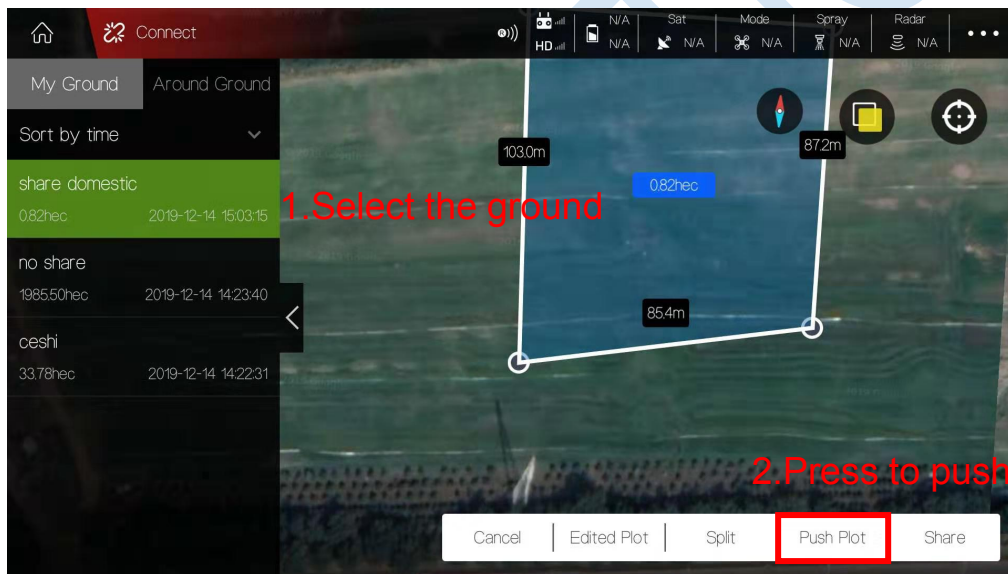 Connect
HD
N/A
N/A
Sat
N/A
Mode
N/A
Spray
N/A
Radar
N/A
My Ground
Around Ground
Sort by time
share domestic
0.82hec 2019-12-14 15:03:15
no share
1985.50hec 2019-12-14 14:23:40
ceshi
33.78hec 2019-12-14 14:22:31
103.0m
87.2m
0.82hec
1.Select the ground
85.4m
2.Press to push
Cancel
Edited Plot
Split
Push Plot
Share